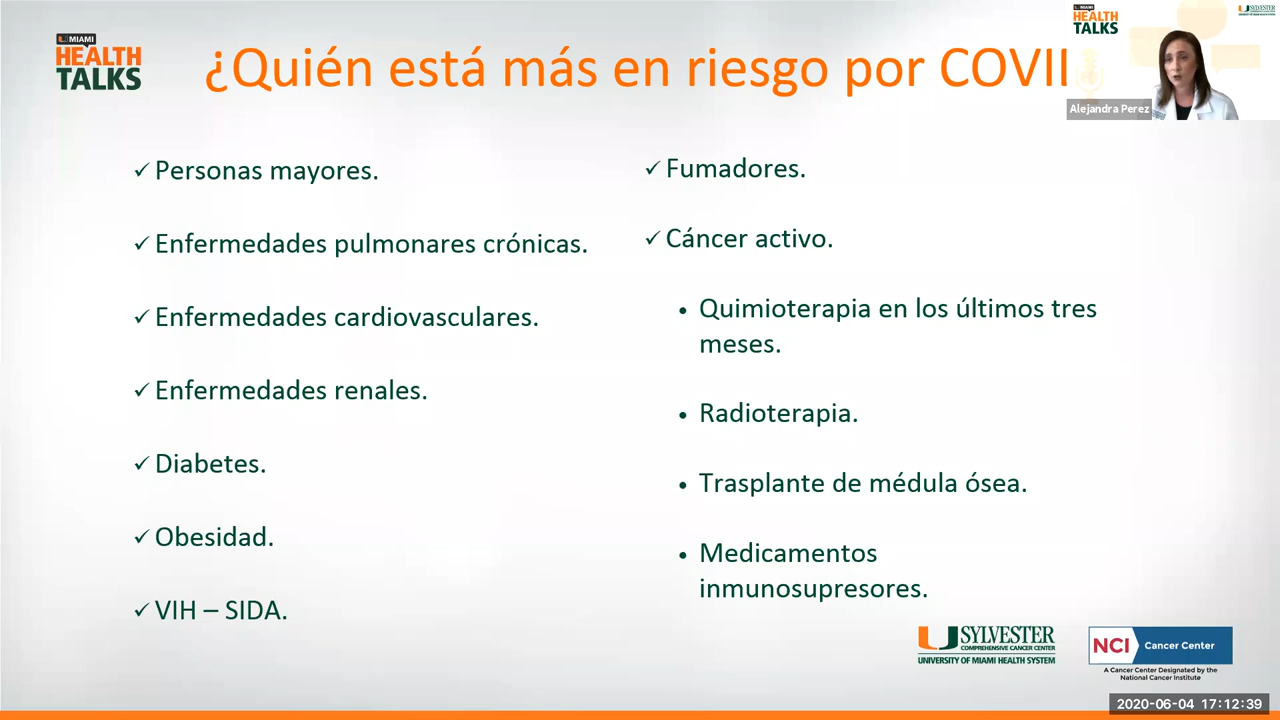 U MIAMI
HEALTH
TALKS
¿Quién está más en riesgo por COVI
HEALTH
TALKS
Alejandra Perez
✓ Personas mayores.
✓ Enfermedades pulmonares crónicas.
✓ Enfermedades cardiovasculares.
✓ Enfermedades renales.
✓ Diabetes.
✓ Obesidad.
✓ VIH – SIDA.
✓ Fumadores.
✓ Cáncer activo.
• Quimioterapia en los últimos tres
meses.
• Radioterapia.
• Trasplante de médula ósea.
• Medicamentos
inmunosupresores.
SYLVESTER
COMPREHENSIVE CANCER CENTER
UNIVERSITY OF MIAMI HEALTH SYSTEM
NCI Cancer Center
A Cancer Center Designated by the
National Cancer Institute
2020-06-04 17:12:39